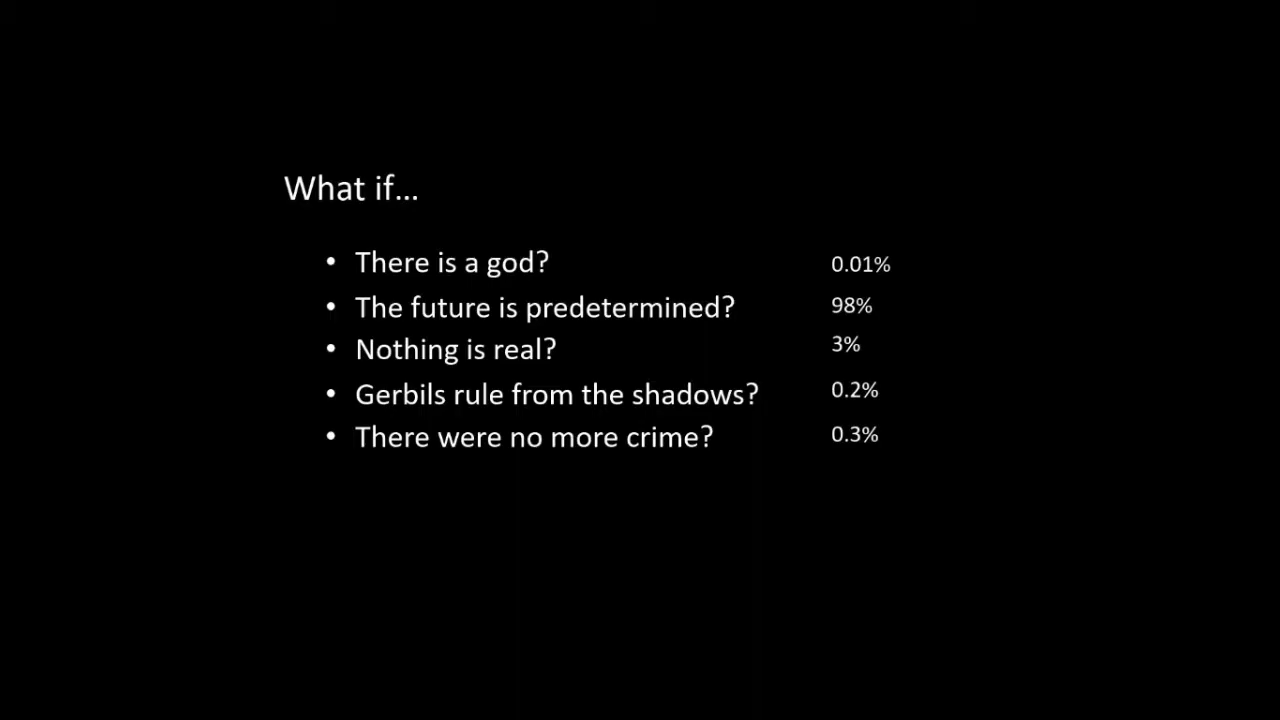 What if...
• There is a god? 0.01%
• The future is predetermined? 98%
• Nothing is real? 3%
• Gerbils rule from the shadows? 0.2%
• There were no more crime? 0.3%